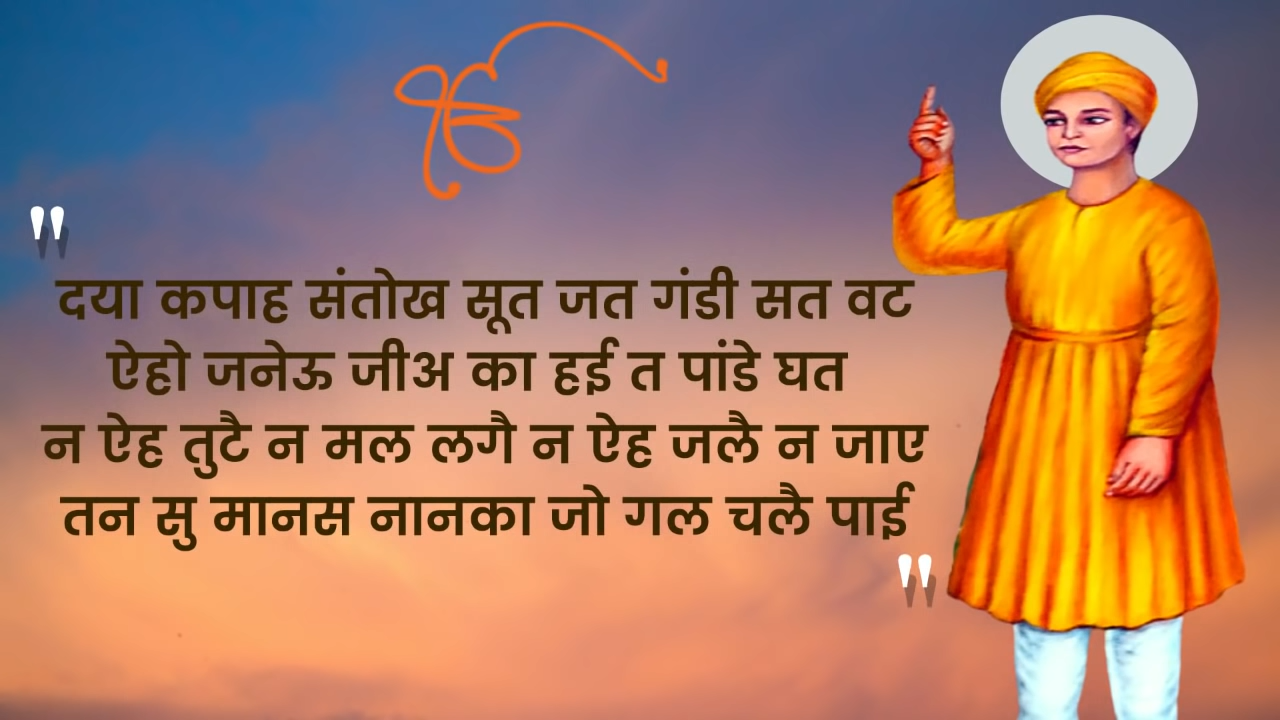 ੴ
"
दया कपाह संतोख सूत जत गंडी सत वट
ऐहो जनेऊ जीअ का हई त पांडे घत
न ऐह तुटै न मल लगै न ऐह जलै न जाए
तन सु मानस नानका जो गल चलै पाई
"